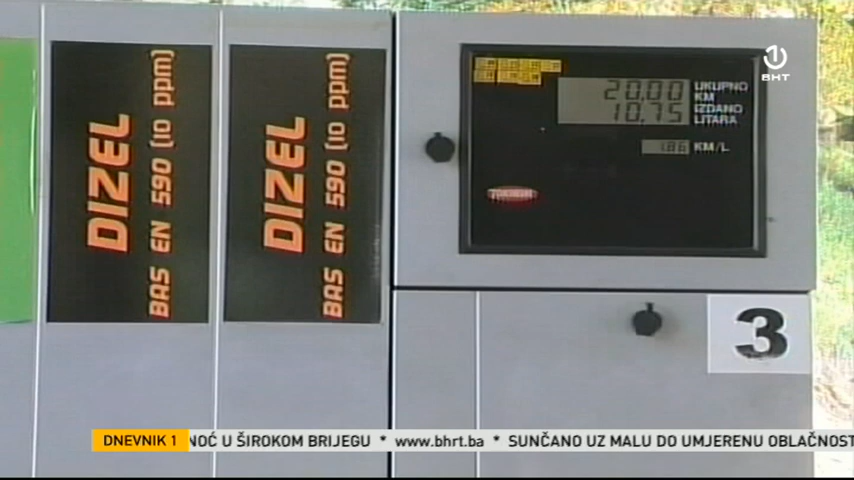 DIZEL
BAS EN 590 (10 ppm)
DIZEL
BAS EN 590 (10 ppm)
20.00 UKUPNO KM
10.75 IZDANO LITARA
1.86 KM/L
TOKHEIM
3
1
BHT
DNEVNIK 1
NOĆ U ŠIROKOM BRIJEGU * www.bhrt.ba * SUNČANO UZ MALU DO UMJERENU OBLAČNOST